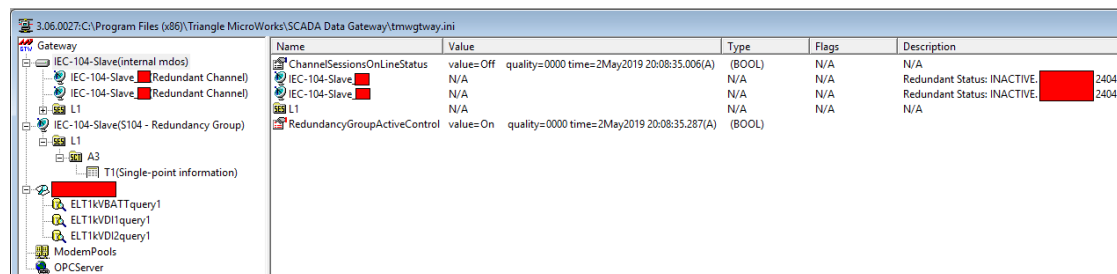 3.06.0027:C:\Program Files (x86)\Triangle MicroWorks\SCADA Data Gateway\tmwgtway.ini
Gateway
IEC-104-Slave(internal mdos)
IEC-104-Slave_ (Redundant Channel)
IEC-104-Slave_ (Redundant Channel)
L1
IEC-104-Slave(S104 - Redundancy Group)
L1
A3
T1(Single-point information)
ELT1kVBATTquery1
ELT1kVDI1query1
ELT1kVDI2query1
ModemPools
OPCServer
Name Value Type Flags Description
ChannelSessionsOnLineStatus value=Off quality=0000 time=2May2019 20:08:35.006(A) (BOOL) N/A N/A
IEC-104-Slave_ N/A N/A N/A Redundant Status: INACTIVE. 2404
IEC-104-Slave_ N/A N/A N/A Redundant Status: INACTIVE. 2404
L1 N/A N/A N/A N/A
RedundancyGroupActiveControl value=On quality=0000 time=2May2019 20:08:35.287(A) (BOOL)